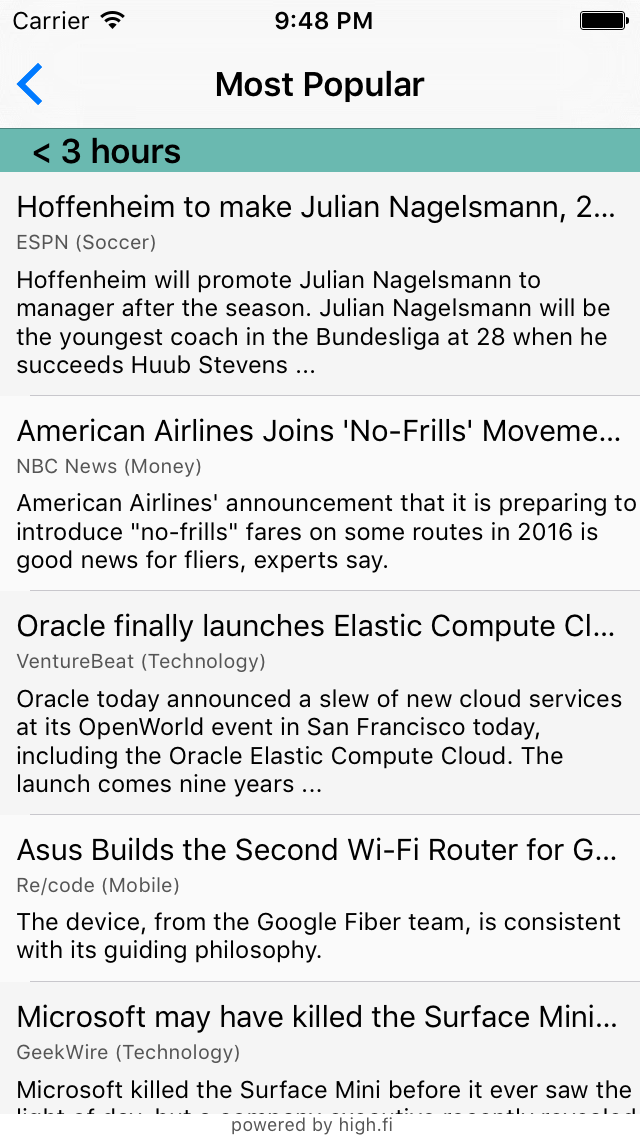 Carrier 9:48 PM
Most Popular
< 3 hours
Hoffenheim to make Julian Nagelsmann, 2...
ESPN (Soccer)
Hoffenheim will promote Julian Nagelsmann to
manager after the season. Julian Nagelsmann will be
the youngest coach in the Bundesliga at 28 when he
succeeds Huub Stevens ...
American Airlines Joins 'No-Frills' Moveme...
NBC News (Money)
American Airlines' announcement that it is preparing to
introduce "no-frills" fares on some routes in 2016 is
good news for fliers, experts say.
Oracle finally launches Elastic Compute Cl...
VentureBeat (Technology)
Oracle today announced a slew of new cloud services
at its OpenWorld event in San Francisco today,
including the Oracle Elastic Compute Cloud. The
launch comes nine years ...
Asus Builds the Second Wi-Fi Router for G...
Re/code (Mobile)
The device, from the Google Fiber team, is consistent
with its guiding philosophy.
Microsoft may have killed the Surface Mini...
GeekWire (Technology)
Microsoft killed the Surface Mini before it ever saw the
light of day, but a company executive recently revealed
powered by high.fi